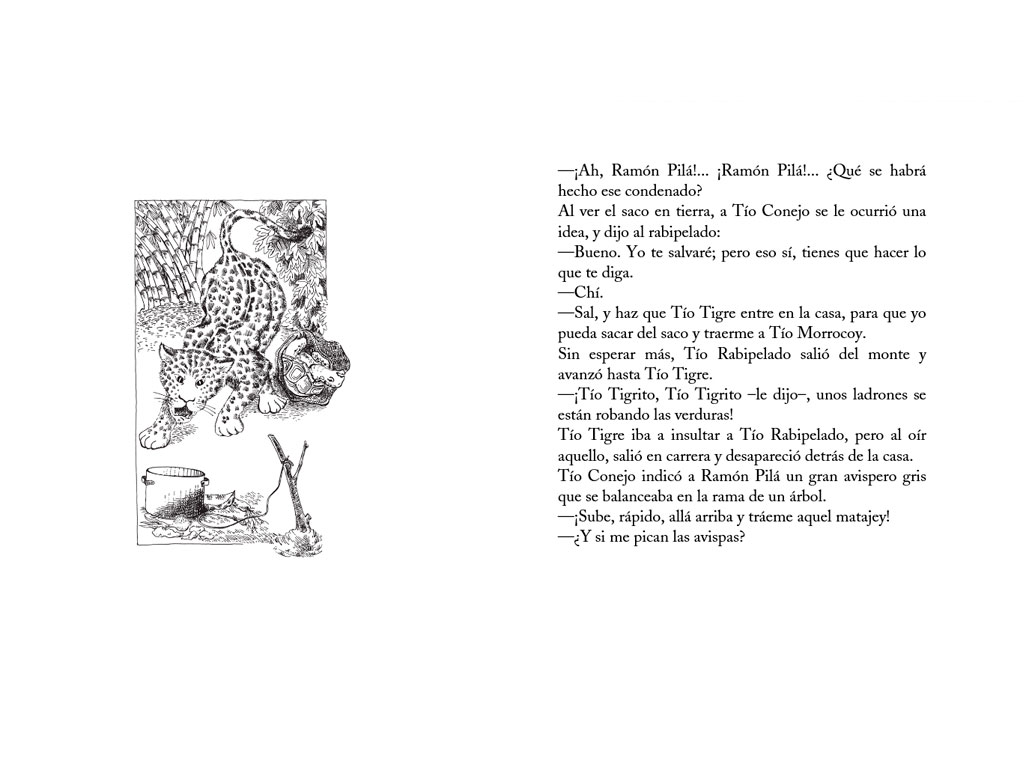 —¡Ah, Ramón Pilá!... ¡Ramón Pilá!... ¿Qué se habrá
hecho ese condenado?
Al ver el saco en tierra, a Tío Conejo se le ocurrió una
idea, y dijo al rabipelado:
—Bueno. Yo te salvaré; pero eso sí, tienes que hacer lo
que te diga.
—Chí.
—Sal, y haz que Tío Tigre entre en la casa, para que yo
pueda sacar del saco y traerme a Tío Morrocoy.
Sin esperar más, Tío Rabipelado salió del monte y
avanzó hasta Tío Tigre.
—¡Tío Tigrito, Tío Tigrito –le dijo–, unos ladrones se
están robando las verduras!
Tío Tigre iba a insultar a Tío Rabipelado, pero al oír
aquello, salió en carrera y desapareció detrás de la casa.
Tío Conejo indicó a Ramón Pilá un gran avispero gris
que se balanceaba en la rama de un árbol.
—¡Sube, rápido, allá arriba y tráeme aquel matajey!
—¿Y si me pican las avispas?